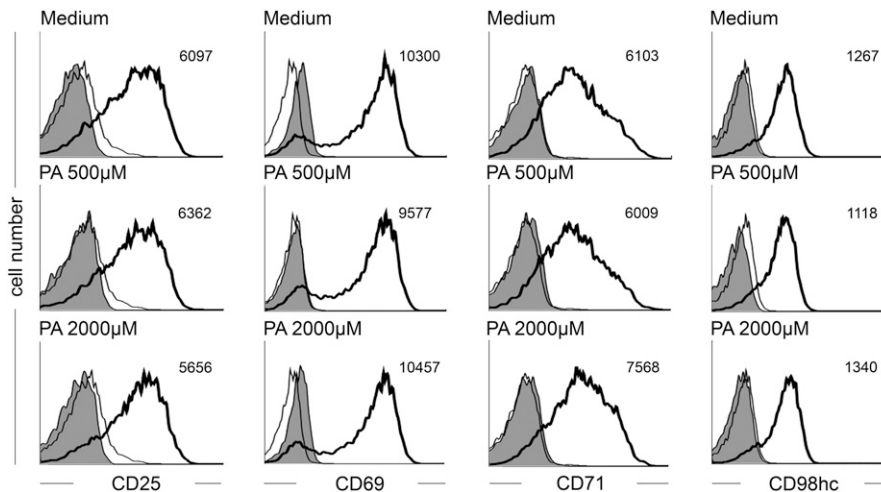 Medium Medium Medium Medium
6097 10300 6103 1267
PA 500µM PA 500µM PA 500µM PA 500µM
6362 9577 6009 1118
PA 2000µM PA 2000µM PA 2000µM PA 2000µM
5656 10457 7568 1340
cell number
CD25 CD69 CD71 CD98hc